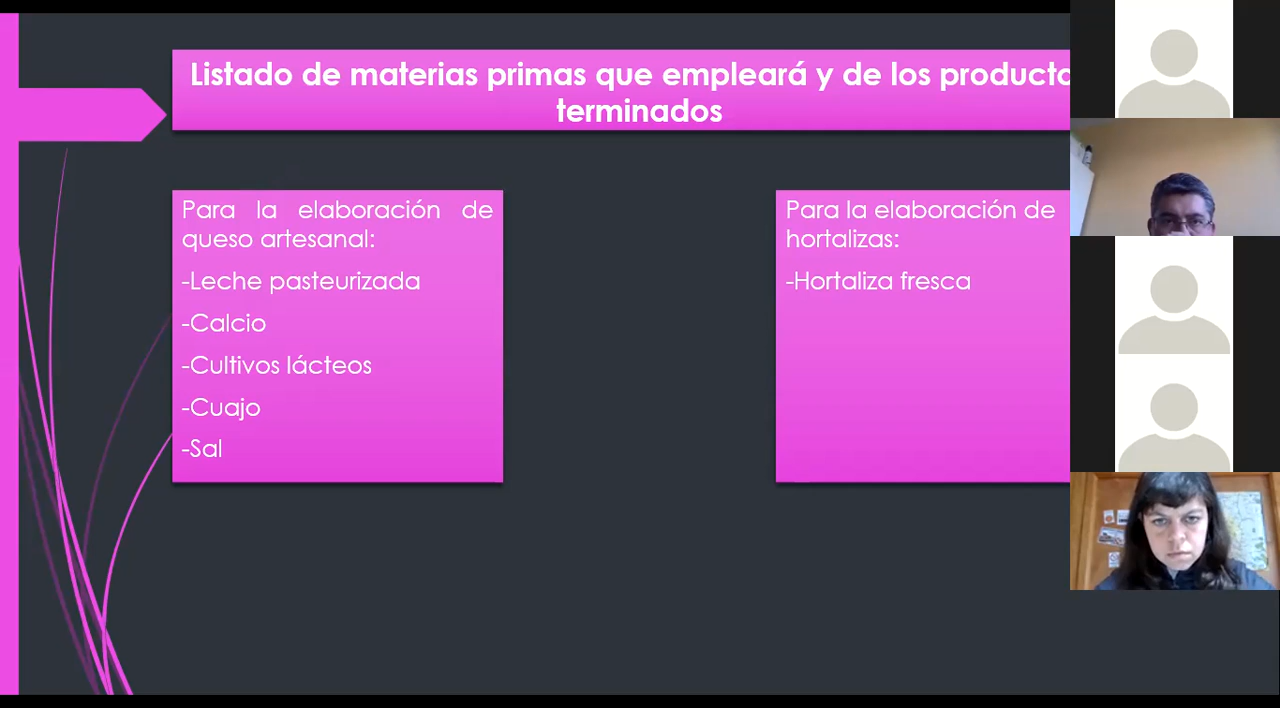 Listado de materias primas que empleará y de los producto
terminados
Para la elaboración de
queso artesanal:
-Leche pasteurizada
-Calcio
-Cultivos lácteos
-Cuajo
-Sal
Para la elaboración de
hortalizas:
-Hortaliza fresca